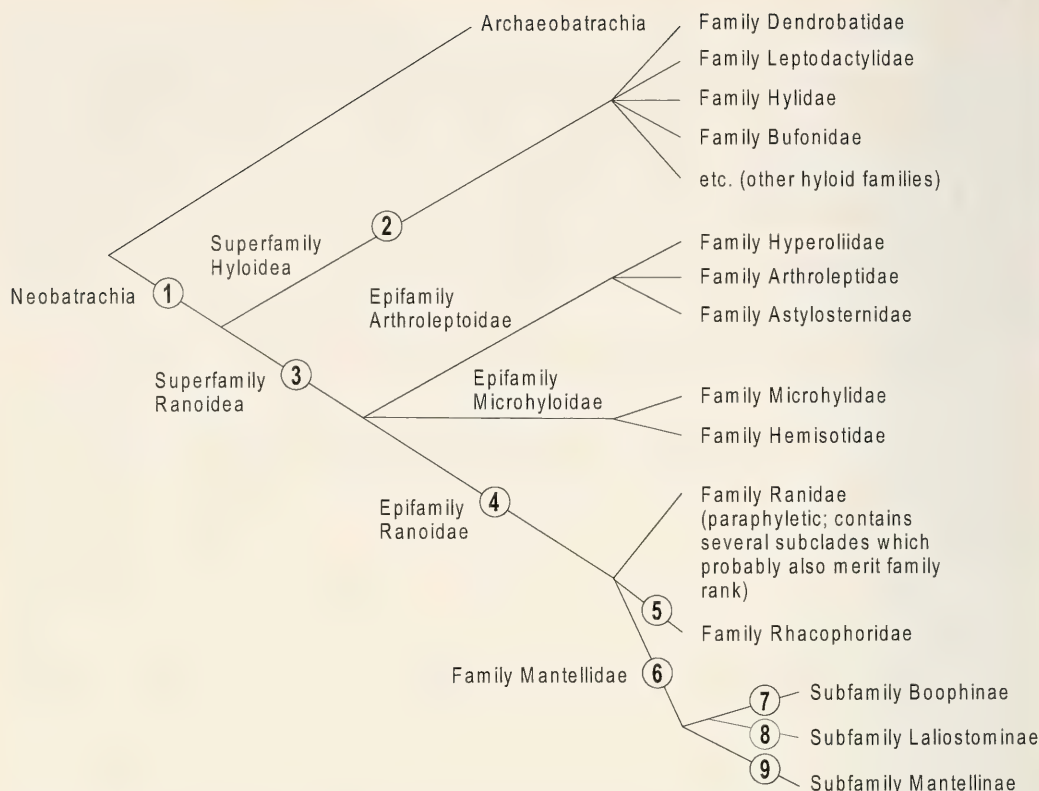 Archaeobatrachia
Family Dendrobatidae
Family Leptodactylidae
Family Hylidae
Family Bufonidae
etc. (other hyloid families)
2
Superfamily
Hyloidea
Neobatrachia
1
Family Hyperoliidae
Family Arthroleptidae
Family Astylosternidae
Epifamily
Arthroleptoidae
Superfamily
Ranoidea
3
Epifamily
Microhyloidae
Family Microhylidae
Family Hemisotidae
Epifamily
Ranoidae
4
Family Ranidae
(paraphyletic; contains
several subclades which
probably also merit family
rank)
5
Family Rhacophoridae
Family Mantellidae
6
7
Subfamily Boophinae
8
Subfamily Laliostominae
9
Subfamily Mantellinae